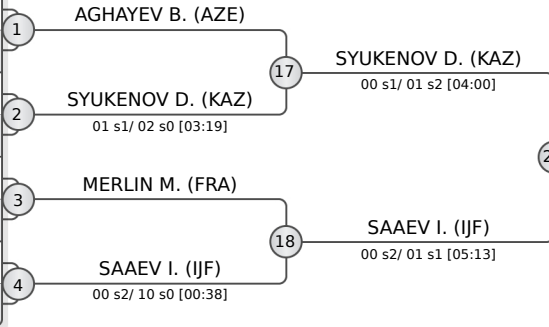 AGHAYEV B. (AZE)
1
17
SYUKENOV D. (KAZ)
00 s1/ 01 s2 [04:00]
SYUKENOV D. (KAZ)
2
01 s1/ 02 s0 [03:19]
MERLIN M. (FRA)
3
18
SAAEV I. (IJF)
00 s2/ 01 s1 [05:13]
SAAEV I. (IJF)
4
00 s2/ 10 s0 [00:38]